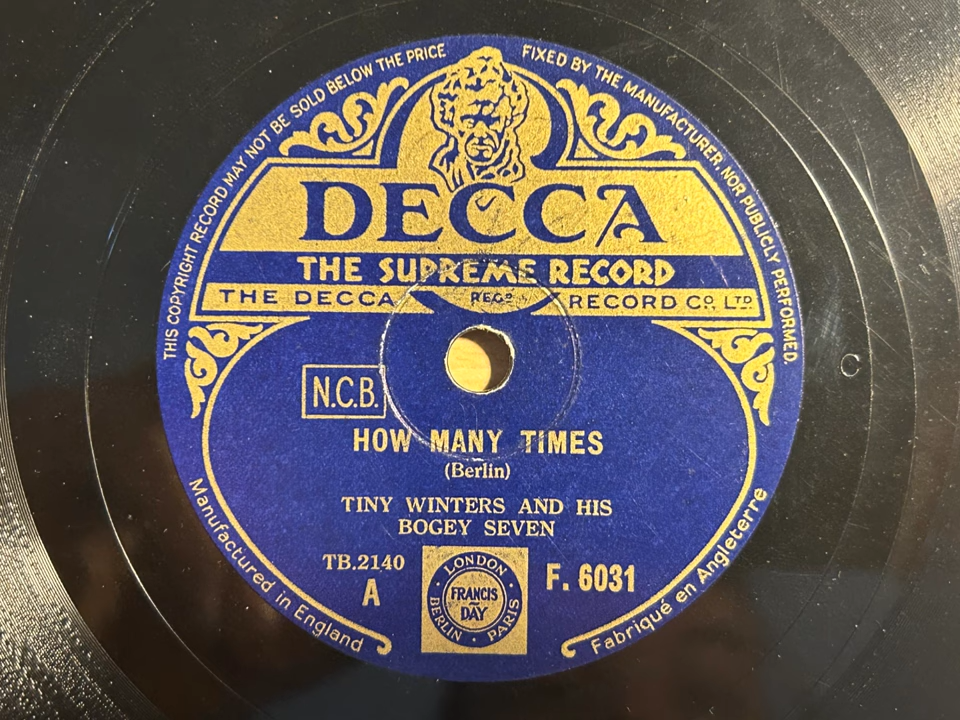 THIS COPYRIGHT RECORD MAY NOT BE SOLD BELOW THE PRICE FIXED BY THE MANUFACTURER, NOR PUBLICLY PERFORMED.
DECCA
THE SUPREME RECORD
THE DECCA REGD. RECORD CO. LTD.
N.C.B.
HOW MANY TIMES
(Berlin)
TINY WINTERS AND HIS
BOGEY SEVEN
TB.2140
A
LONDON
FRANCIS
DAY
BERLIN · PARIS
F. 6031
Manufactured in England
Fabriqué en Angleterre